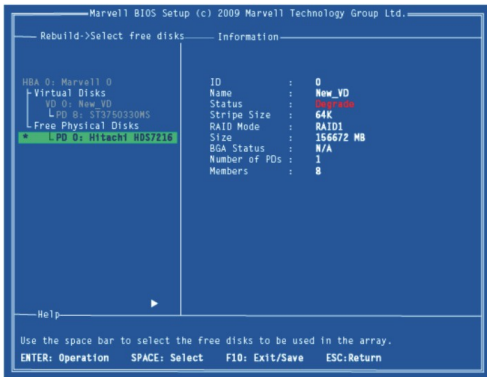 Marvell BIOS Setup (c) 2009 Marvell Technology Group Ltd.
Rebuild->Select free disks
Information
HBA 0: Marvell 0
Virtual Disks
VD 0: New_VD
PD 8: ST3750330NS
Free Physical Disks
* PD 0: Hitachi HDS7216
ID : 0
Name : New_VD
Status : Degrade
Stripe Size : 64K
RAID Mode : RAID1
Size : 156672 MB
BGA Status : N/A
Number of PDs : 1
Members : 8
Help
Use the space bar to select the free disks to be used in the array.
ENTER: Operation SPACE: Select F10: Exit/Save ESC:Return